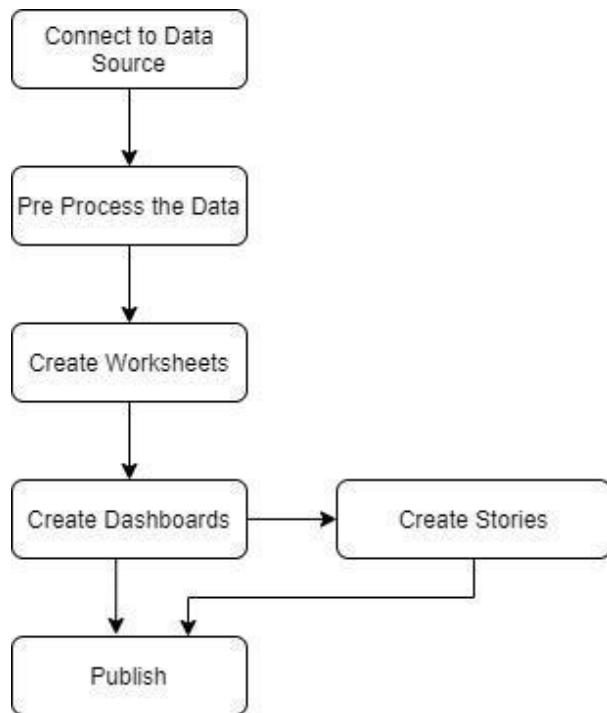 Connect to Data
Source
Pre Process the Data
Create Worksheets
Create Dashboards
Create Stories
Publish